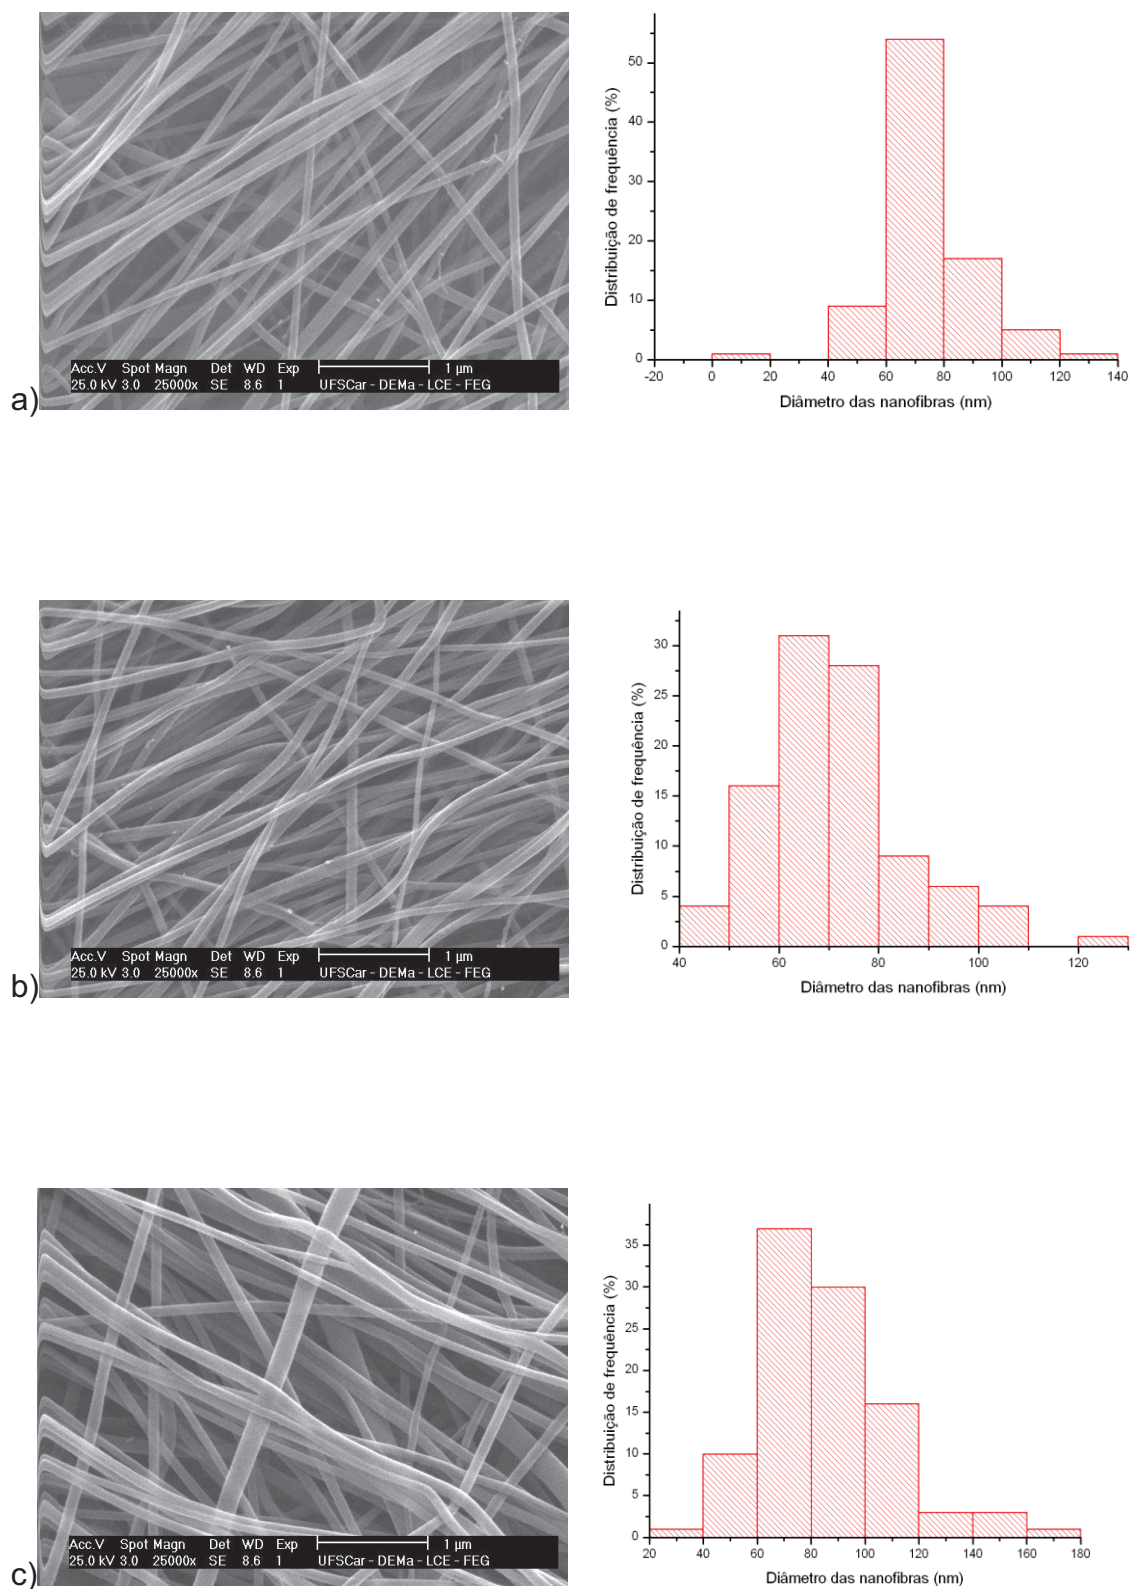 Acc.V Spot Magn Det WD Exp 1 µm
25.0 kV 3.0 25000x SE 8.6 1 UFSCar - DEMa - LCE - FEG
a)
Distribuição de frequência (%)
50
40
30
20
10
0
-20 0 20 40 60 80 100 120 140
Diâmetro das nanofibras (nm)
Acc.V Spot Magn Det WD Exp 1 µm
25.0 kV 3.0 25000x SE 8.6 1 UFSCar - DEMa - LCE - FEG
b)
Distribuição de frequência (%)
30
25
20
15
10
5
0
40 60 80 100 120
Diâmetro das nanofibras (nm)
Acc.V Spot Magn Det WD Exp 1 µm
25.0 kV 3.0 25000x SE 8.6 1 UFSCar - DEMa - LCE - FEG
c)
Distribuição de frequência (%)
35
30
25
20
15
10
5
0
20 40 60 80 100 120 140 160 180
Diâmetro das nanofibras (nm)